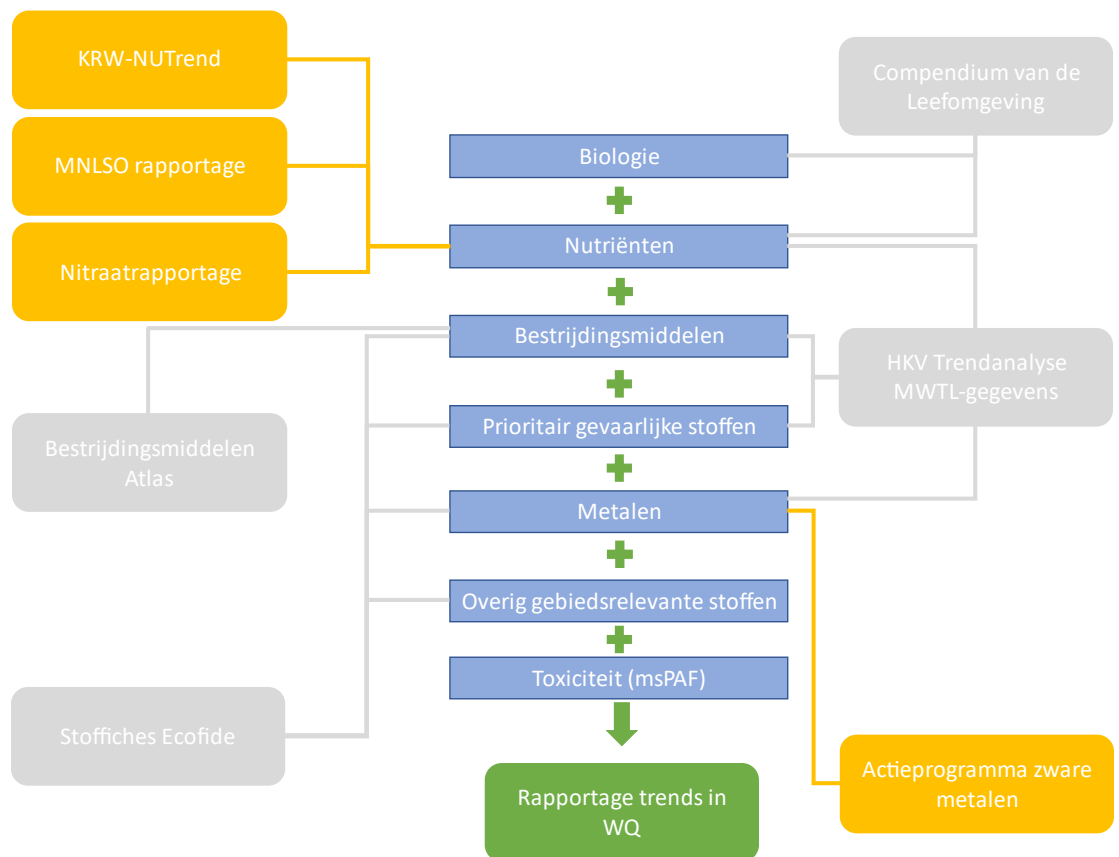 KRW-NUTrend
MNLSO rapportage
Nitraatrapportage
Compendium van de
Leefomgeving
Biologie
Nutriënten
Bestrijdingsmiddelen
Prioritair gevaarlijke stoffen
Metalen
Overig gebiedsrelevante stoffen
Toxiciteit (msPAF)
HKV Trendanalyse
MWTL-gegevens
Bestrijdingsmiddelen
Atlas
Stoffiches Ecofide
Rapportage trends in
WQ
Actieprogramma zware
metalen